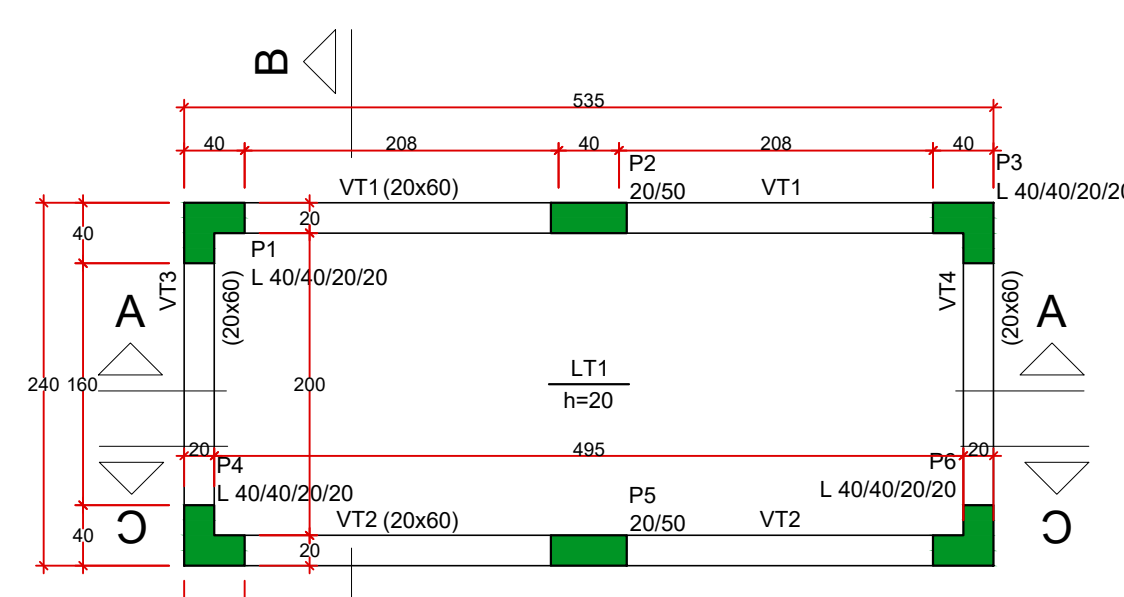 B
535
40
208
40
208
40
P2
P3
VT1 (20x60)
20/50
VT1
L 40/40/20/20
20
40
P1
L 40/40/20/20
VT3
(20x60)
VT4
(20x60)
A
A
LT1
h=20
240
160
200
20
495
20
P4
P6
L 40/40/20/20
L 40/40/20/20
P5
20/50
VT2 (20x60)
VT2
C
C
40
20